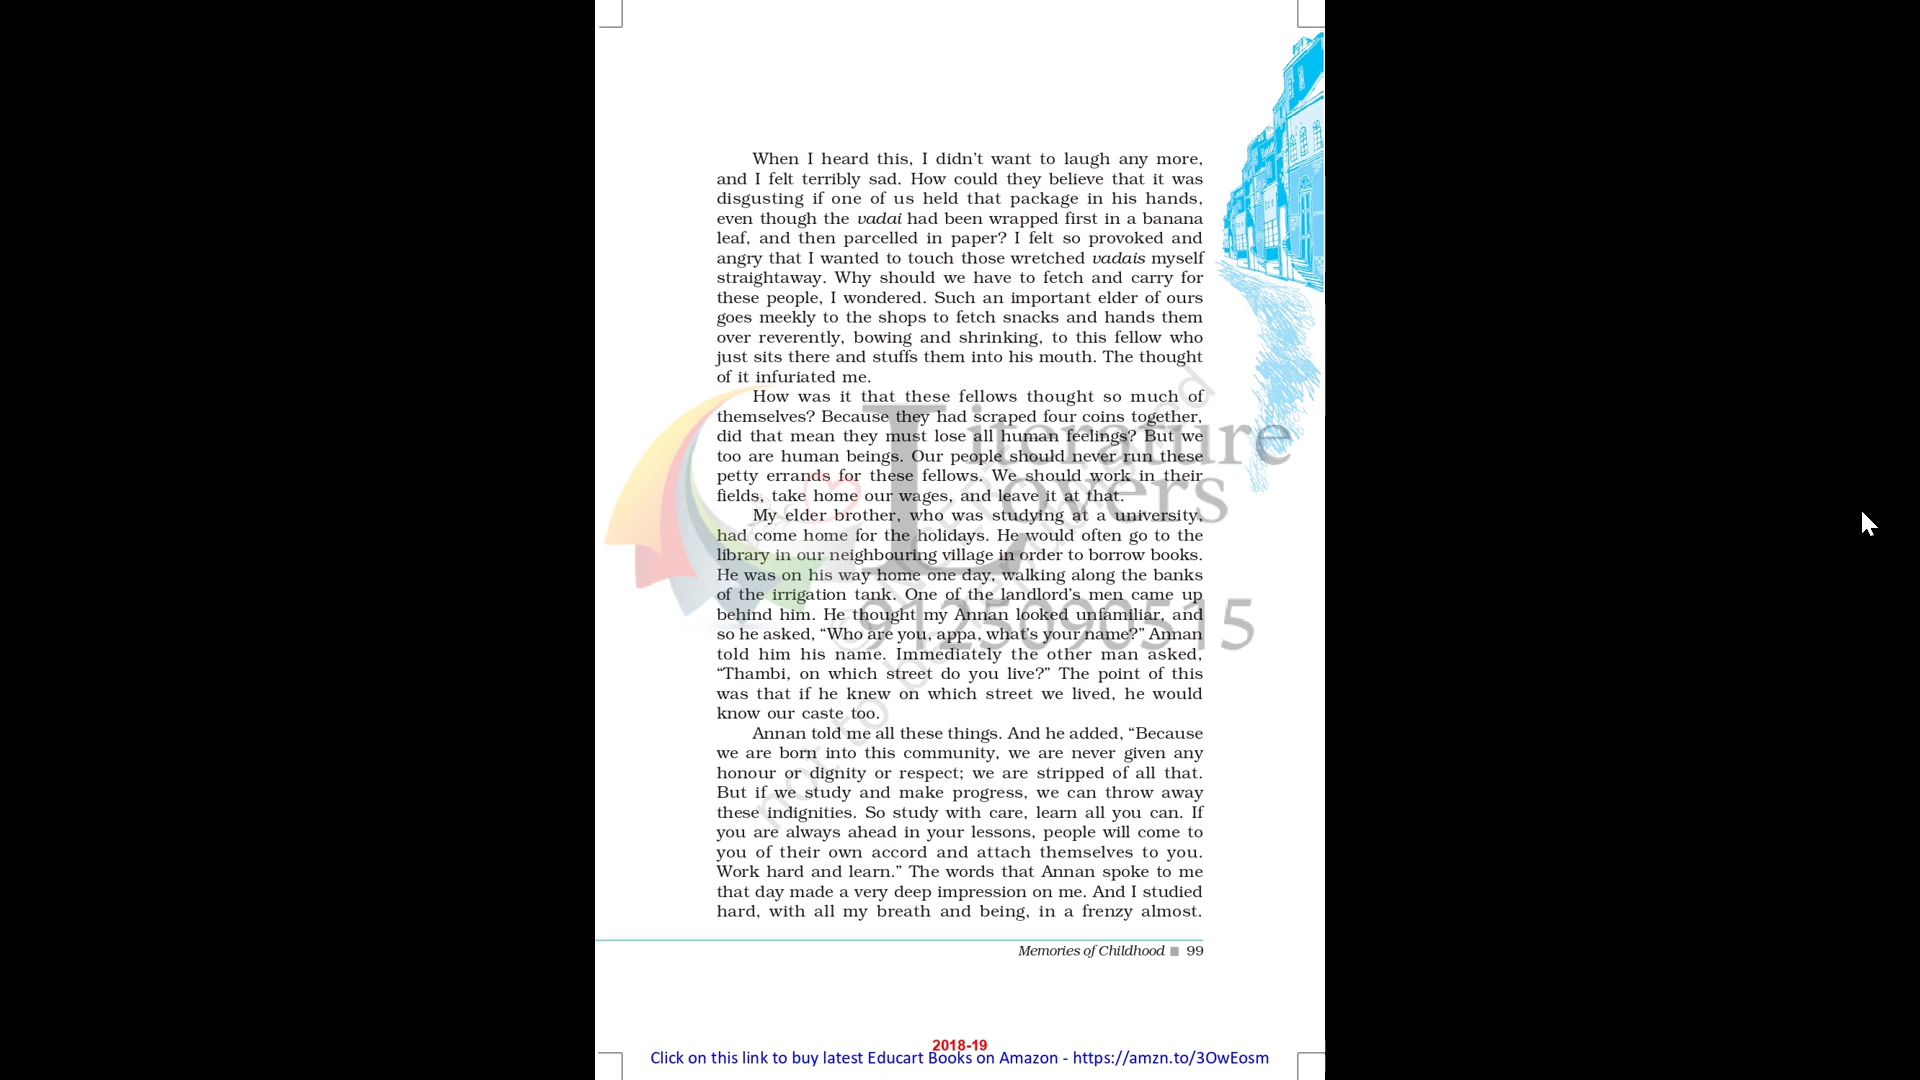 When I heard this, I didn’t want to laugh any more,
and I felt terribly sad. How could they believe that it was
disgusting if one of us held that package in his hands,
even though the vadai had been wrapped first in a banana
leaf, and then parcelled in paper? I felt so provoked and
angry that I wanted to touch those wretched vadais myself
straightaway. Why should we have to fetch and carry for
these people, I wondered. Such an important elder of ours
goes meekly to the shops to fetch snacks and hands them
over reverently, bowing and shrinking, to this fellow who
just sits there and stuffs them into his mouth. The thought
of it infuriated me.
How was it that these fellows thought so much of
themselves? Because they had scraped four coins together,
did that mean they must lose all human feelings? But we
too are human beings. Our people should never run these
petty errands for these fellows. We should work in their
fields, take home our wages, and leave it at that.
My elder brother, who was studying at a university,
had come home for the holidays. He would often go to the
library in our neighbouring village in order to borrow books.
He was on his way home one day, walking along the banks
of the irrigation tank. One of the landlord’s men came up
behind him. He thought my Annan looked unfamiliar, and
so he asked, “Who are you, appa, what’s your name?” Annan
told him his name. Immediately the other man asked,
“Thambi, on which street do you live?” The point of this
was that if he knew on which street we lived, he would
know our caste too.
Annan told me all these things. And he added, “Because
we are born into this community, we are never given any
honour or dignity or respect; we are stripped of all that.
But if we study and make progress, we can throw away
these indignities. So study with care, learn all you can. If
you are always ahead in your lessons, people will come to
you of their own accord and attach themselves to you.
Work hard and learn.” The words that Annan spoke to me
that day made a very deep impression on me. And I studied
hard, with all my breath and being, in a frenzy almost.
Memories of Childhood ■ 99
2018-19
Click on this link to buy latest Educart Books on Amazon - https://amzn.to/3OwEosm
Literature
Lovers
9125090515
not to be